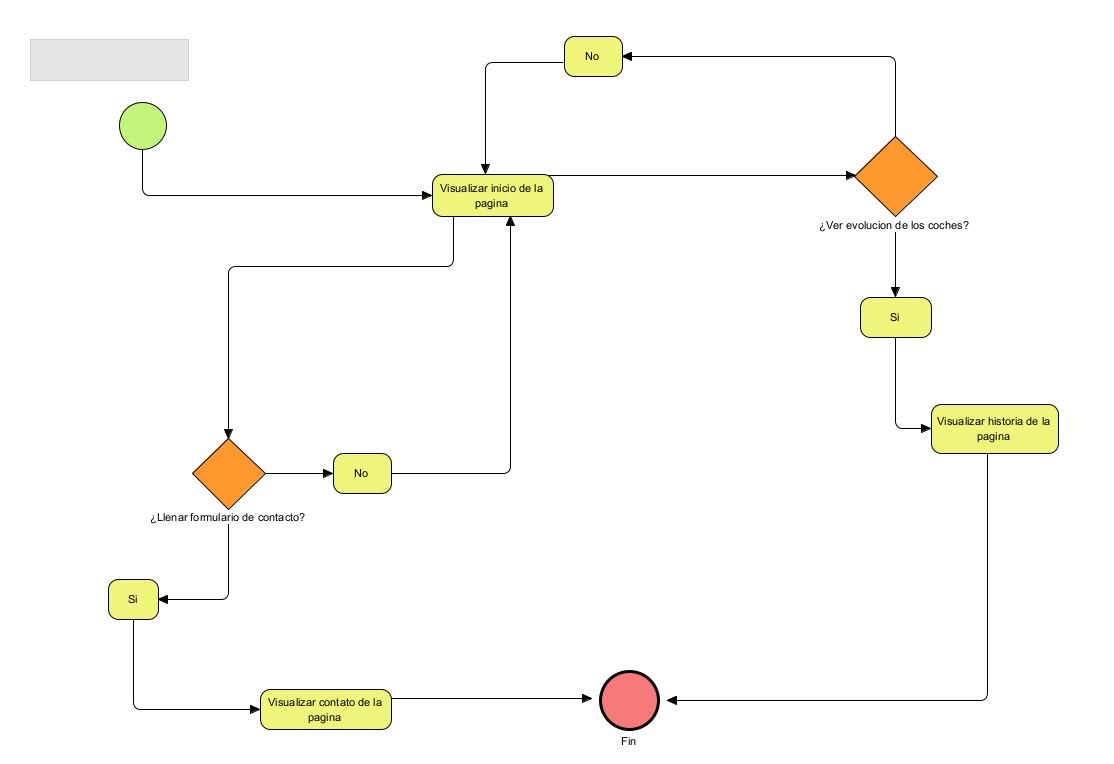 No
Visualizar inicio de la
pagina
¿Ver evolucion de los coches?
Si
Visualizar historia de la
pagina
No
¿Llenar formulario de contacto?
Si
Visualizar contato de la
pagina
Fin